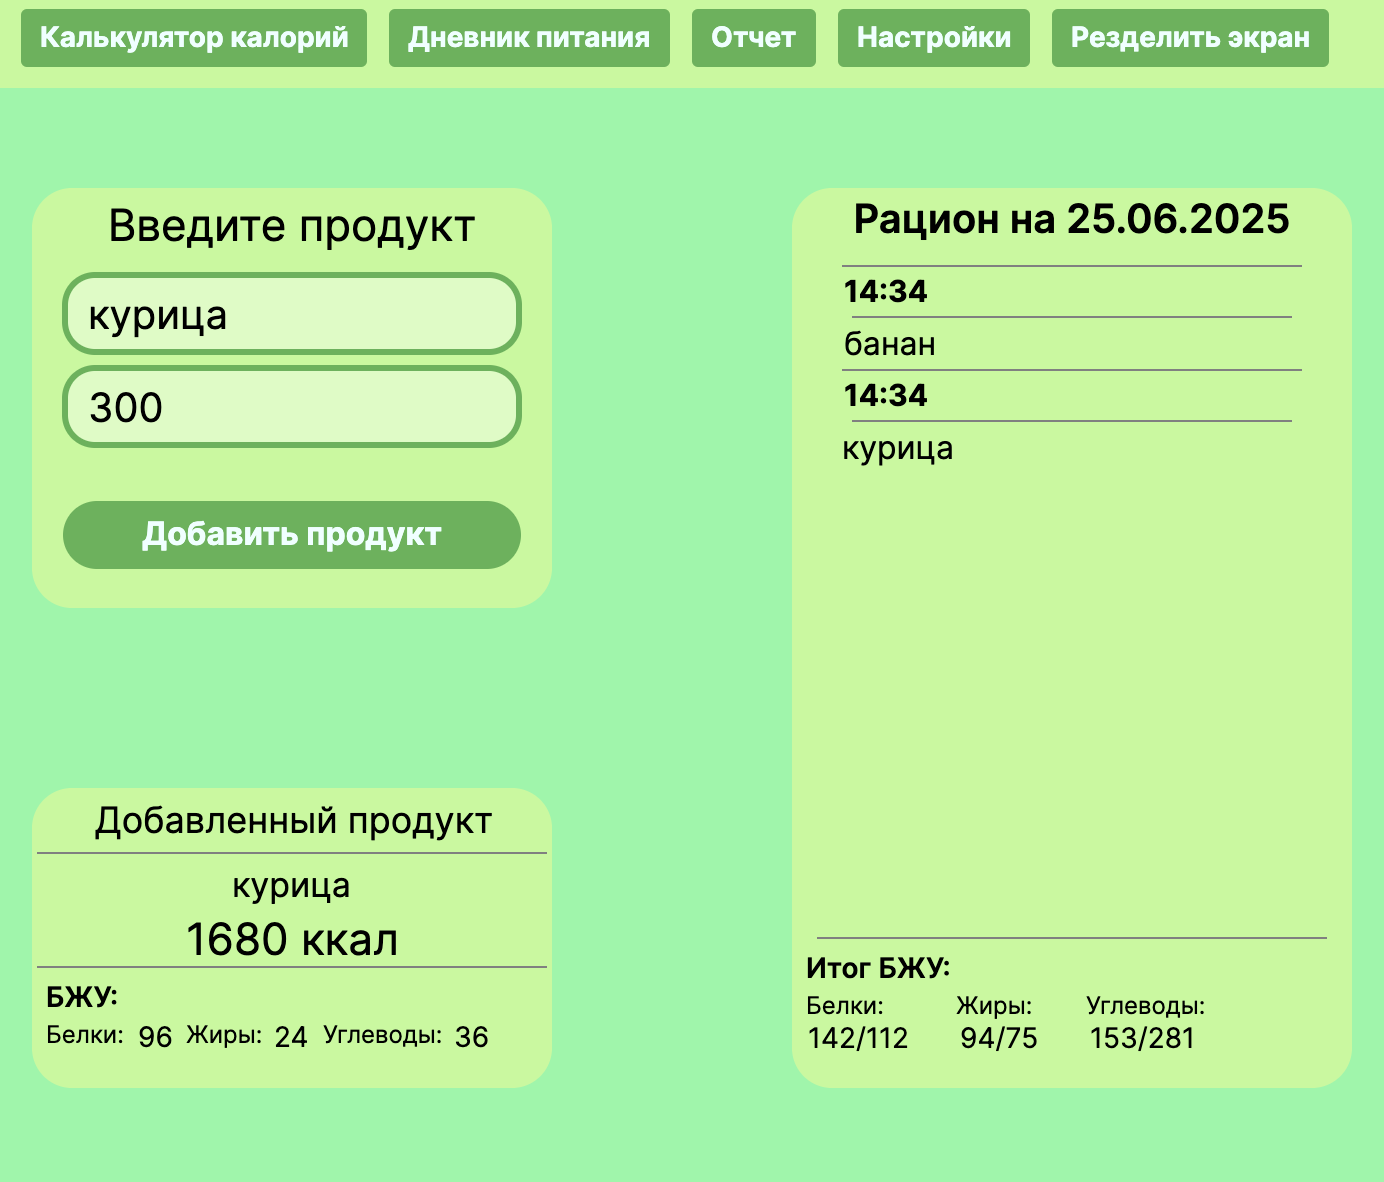 Калькулятор калорий Дневник питания Отчет Настройки Резделить экран
Введите продукт
курица
300
Добавить продукт
Добавленный продукт
курица
1680 ккал
БЖУ:
Белки: 96 Жиры: 24 Углеводы: 36
Рацион на 25.06.2025
14:34
банан
14:34
курица
Итог БЖУ:
Белки: Жиры: Углеводы:
142/112 94/75 153/281